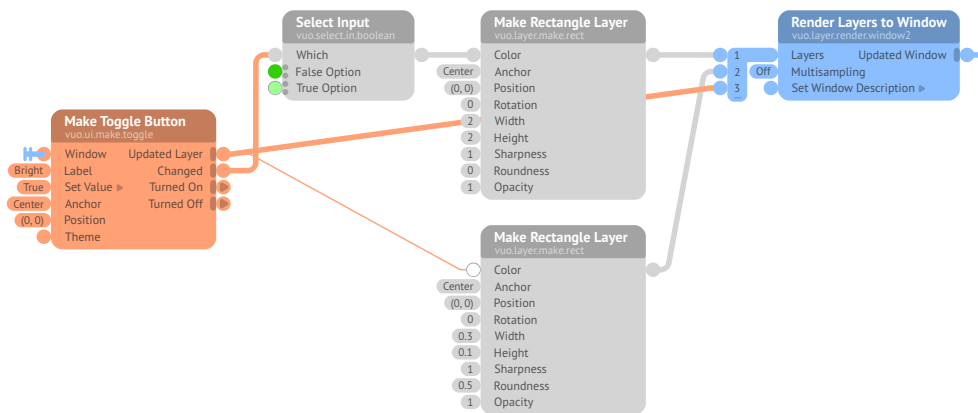 Make Toggle Button
vuo.ui.make.toggle
Window Updated Layer
Bright Label Changed
True Set Value Turned On
Center Anchor Turned Off
(0, 0) Position
Theme
Select Input
vuo.select.in.boolean
Which
False Option
True Option
Make Rectangle Layer
vuo.layer.make.rect
Color
Center Anchor
(0, 0) Position
0 Rotation
2 Width
2 Height
1 Sharpness
0 Roundness
1 Opacity
Make Rectangle Layer
vuo.layer.make.rect
Color
Center Anchor
(0, 0) Position
0 Rotation
0.3 Width
0.1 Height
1 Sharpness
0.5 Roundness
1 Opacity
Render Layers to Window
vuo.layer.render.window2
1 Layers Updated Window
2 Off Multisampling
3 Set Window Description